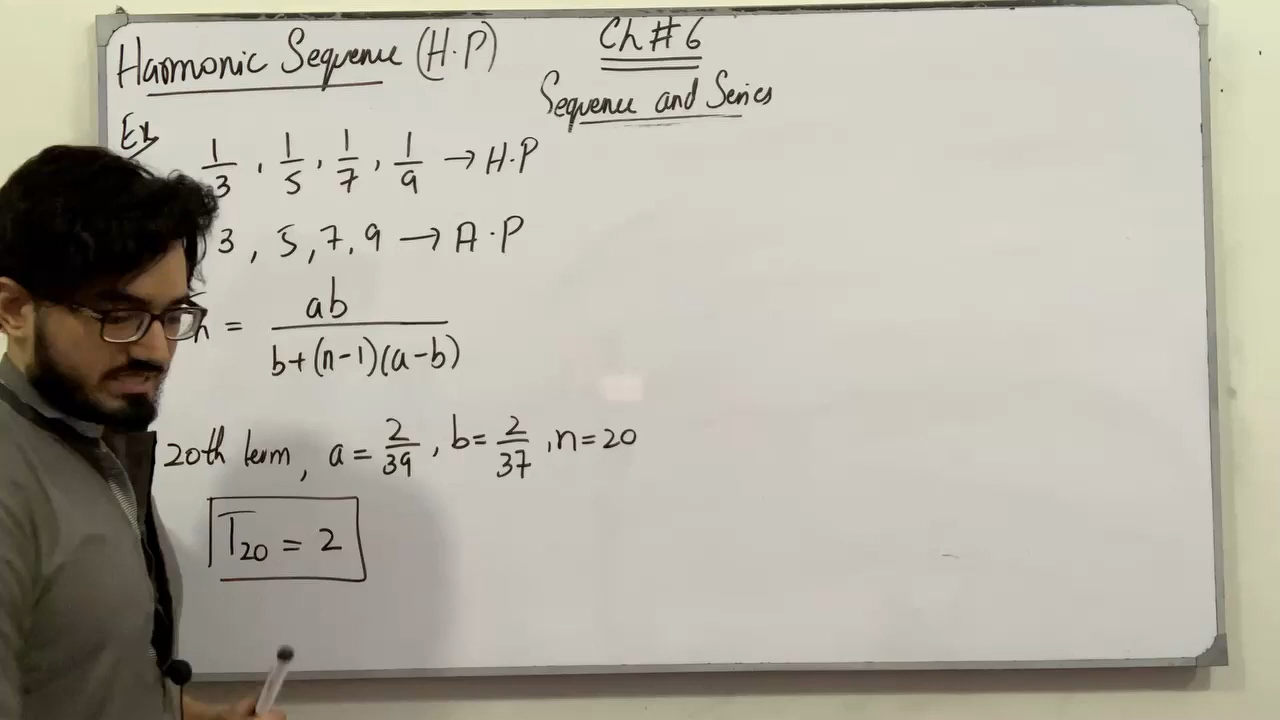 Harmonic Sequence (H.P)
Ch # 6
Sequence and Series
Ex
1/3, 1/5, 1/7, 1/9 → H.P
3, 5, 7, 9 → A.P
n = ab / b+(n-1)(a-b)
20th term, a = 2/39, b = 2/37, n = 20
T20 = 2